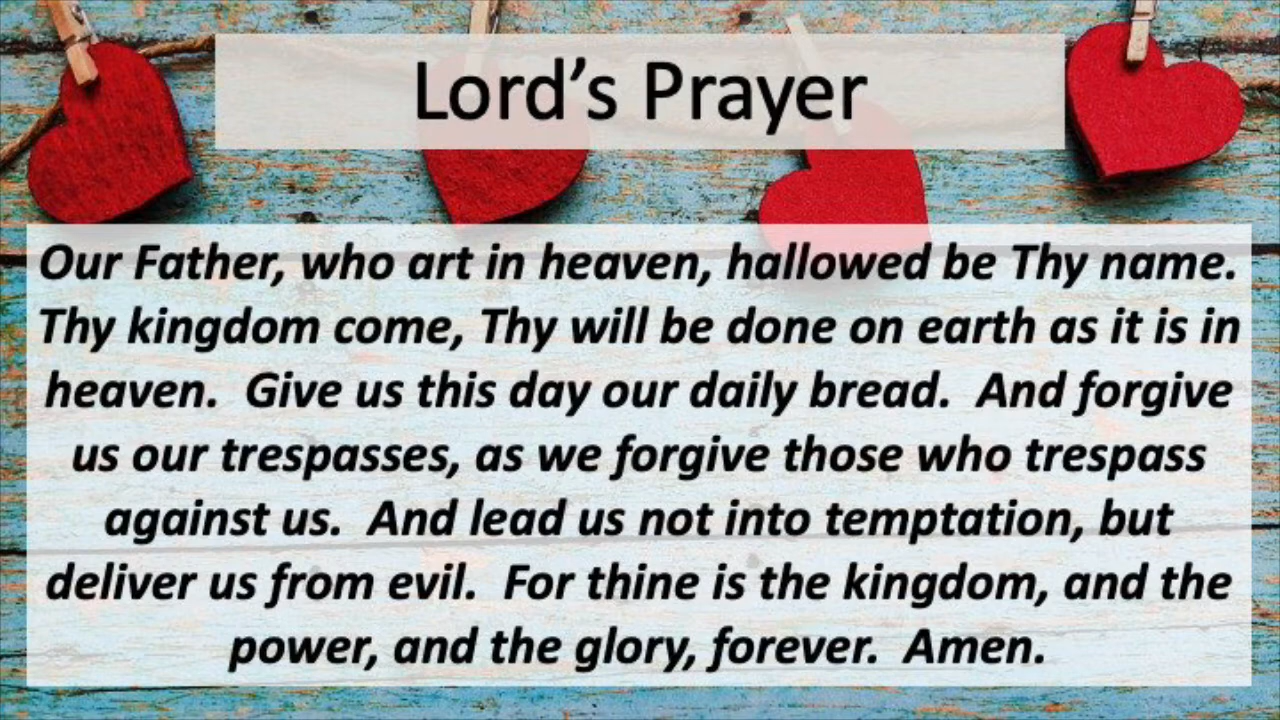 Lord’s Prayer
Our Father, who art in heaven, hallowed be Thy name.
Thy kingdom come, Thy will be done on earth as it is in
heaven.  Give us this day our daily bread.  And forgive
us our trespasses, as we forgive those who trespass
against us.  And lead us not into temptation, but
deliver us from evil.  For thine is the kingdom, and the
power, and the glory, forever.  Amen.